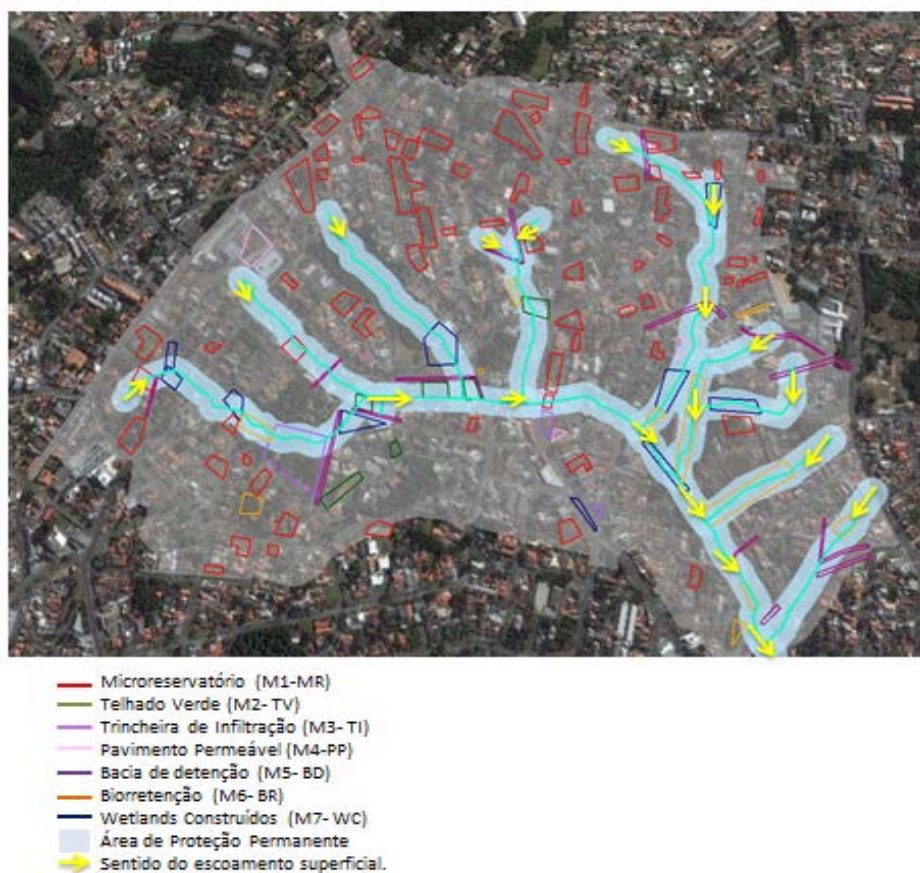 Microreservatório (M1-MR)
Telhado Verde (M2- TV)
Trincheira de Infiltração (M3- TI)
Pavimento Permeável (M4-PP)
Bacia de detenção (M5- BD)
Biorretenção (M6- BR)
Wetlands Construídos (M7- WC)
Área de Proteção Permanente
Sentido do escoamento superficial.